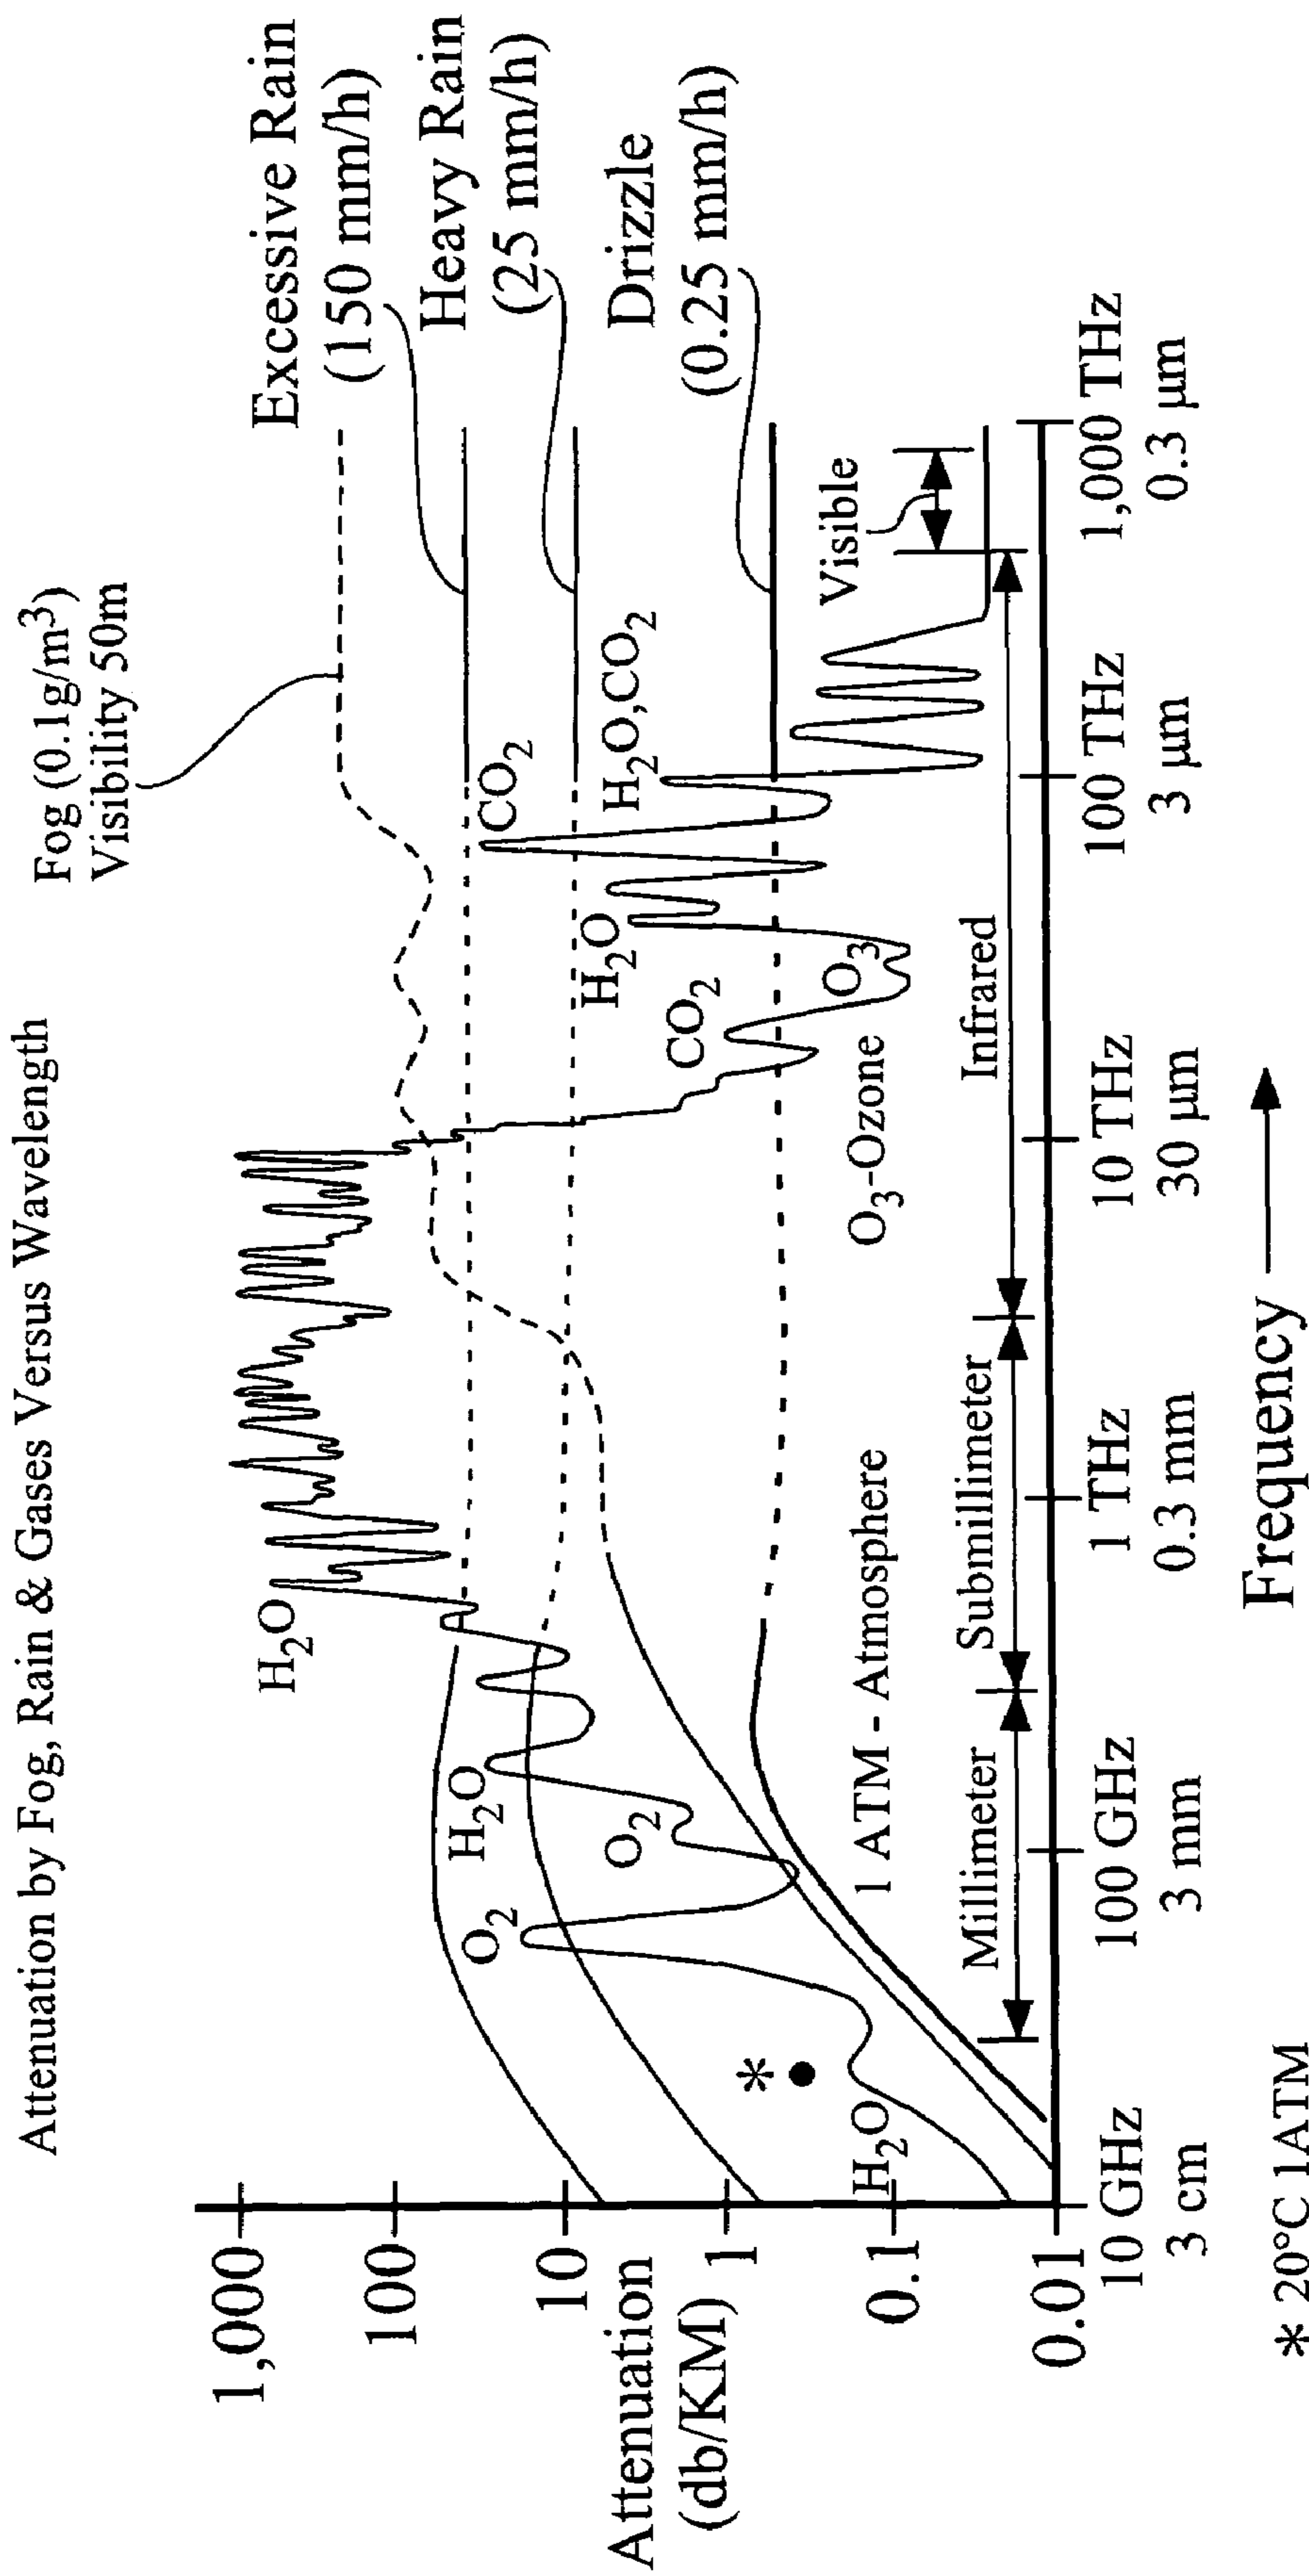 Attenuation by Fog, Rain & Gases Versus Wavelength
Fog (0.1g/m³)
Visibility 50m
Excessive Rain
(150 mm/h)
Heavy Rain
(25 mm/h)
Drizzle
(0.25 mm/h)
Attenuation
(db/KM)
1,000
100
10
1
0.1
0.01
H₂O
O₂
O₂
H₂O
H₂O
CO₂
O₃
H₂O
CO₂
H₂O,CO₂
*
1 ATM - Atmosphere
O₃-Ozone
Visible
Millimeter
Submillimeter
Infrared
10 GHz
3 cm
100 GHz
3 mm
1 THz
0.3 mm
10 THz
30 μm
100 THz
3 μm
1,000 THz
0.3 μm
Frequency
* 20°C 1ATM